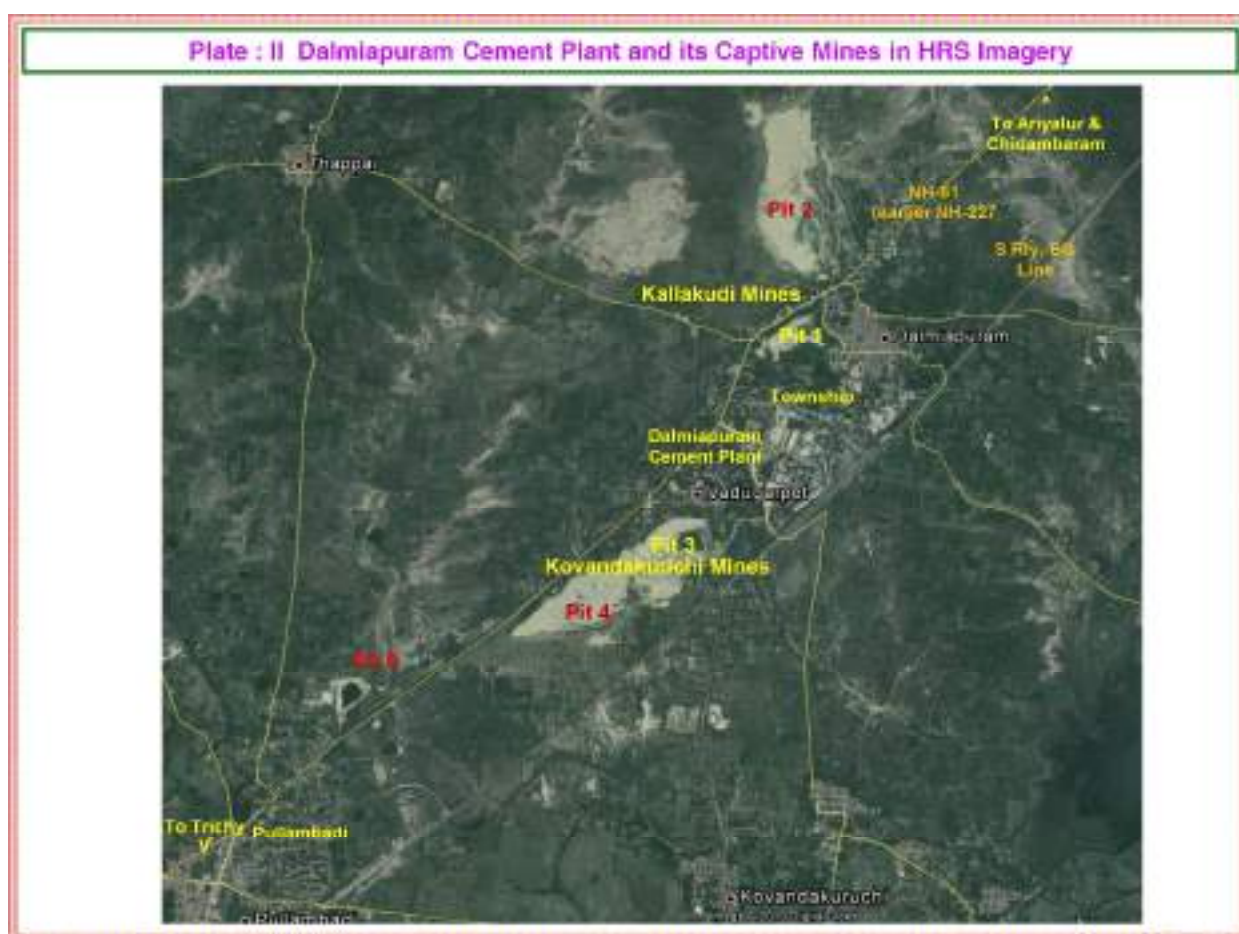 Plate : II Dalmiapuram Cement Plant and its Captive Mines in HRS Imagery
To Ariyalur &
Chidambaram
Thappai
Pit 2
NH-81
(earlier NH-227
S Rly. BG
Line
Kallakudi Mines
Pit 1
Dalmiapuram
Township
Dalmiapuram
Cement Plant
Vadugarpet
Pit 3
Kovandakurichi Mines
Pit 4
To Trichy
Pullambadi
Kovandakuruchi
Pullambadi